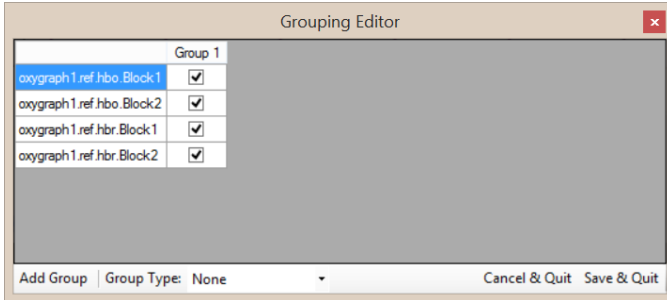 Grouping Editor
Group 1
oxygraph1.ref.hbo.Block1
oxygraph1.ref.hbo.Block2
oxygraph1.ref.hbr.Block1
oxygraph1.ref.hbr.Block2
Add Group Group Type: None Cancel & Quit Save & Quit